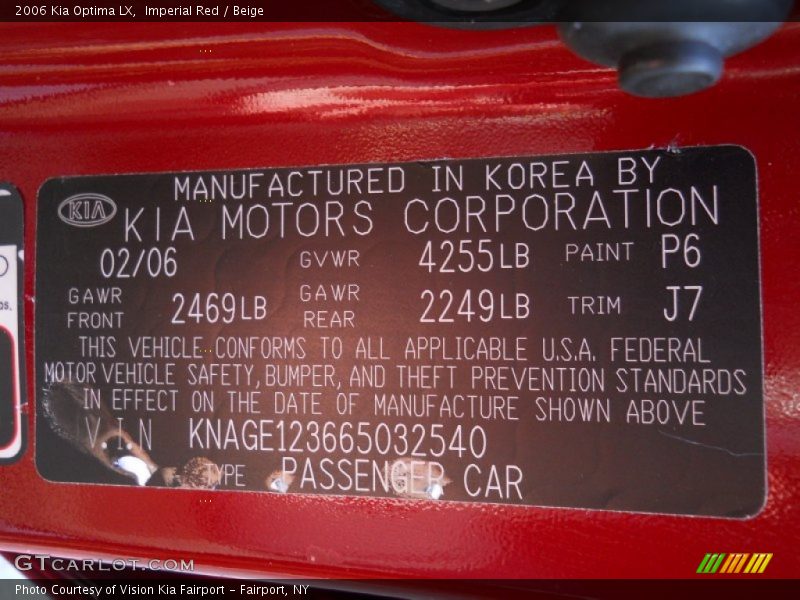 2006 Kia Optima LX, Imperial Red / Beige
MANUFACTURED IN KOREA BY
KIA KIA MOTORS CORPORATION
02/06 GVWR 4255LB PAINT P6
GAWR FRONT 2469LB GAWR REAR 2249LB TRIM J7
THIS VEHICLE CONFORMS TO ALL APPLICABLE U.S.A. FEDERAL
MOTOR VEHICLE SAFETY, BUMPER, AND THEFT PREVENTION STANDARDS
IN EFFECT ON THE DATE OF MANUFACTURE SHOWN ABOVE
VIN KNAGE123665032540
TYPE PASSENGER CAR
GTCARLOT.COM
Photo Courtesy of Vision Kia Fairport - Fairport, NY